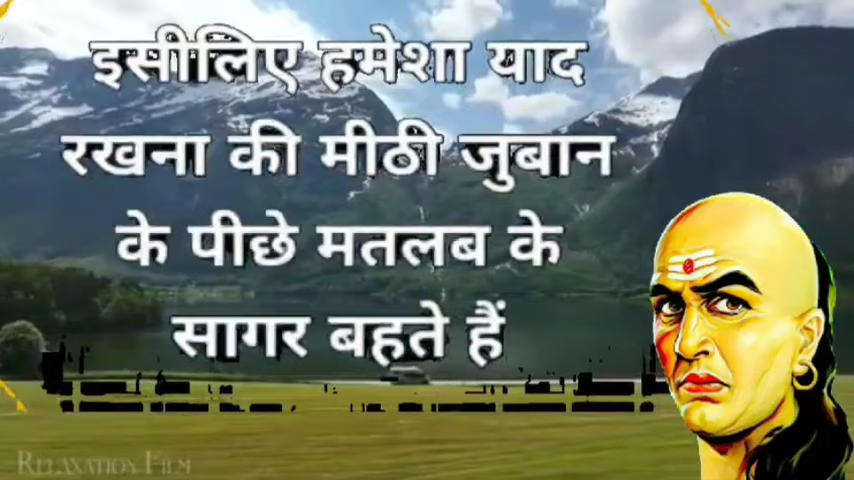 इसीलिए हमेशा याद
रखना की मीठी जुबान
के पीछे मतलब के
सागर बहते हैं
RELAXATION FILM